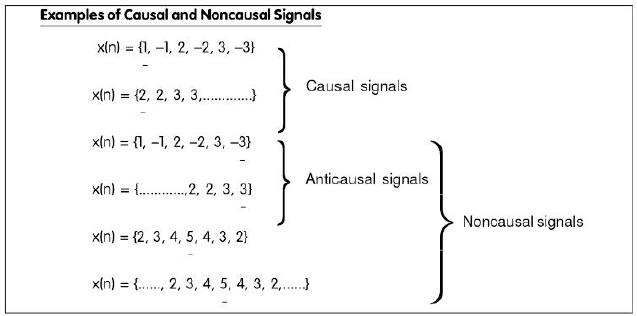 Examples of Causal and Noncausal Signals
x(n) = {1, –1, 2, –2, 3, –3}
x(n) = {2, 2, 3, 3,.............}
Causal signals
x(n) = {1, –1, 2, –2, 3, –3}
x(n) = {............,2, 2, 3, 3}
Anticausal signals
x(n) = {2, 3, 4, 5, 4, 3, 2}
x(n) = {......, 2, 3, 4, 5, 4, 3, 2,......}
Noncausal signals